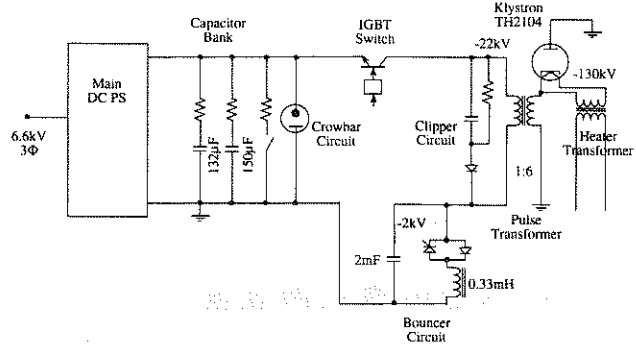 Klystron
TH2104
Capacitor
Bank
IGBT
Switch
-22kV
-130kV
Main
DC PS
6.6kV
3Φ
132µF
150µF
Crowbar
Circuit
Clipper
Circuit
Heater
Transformer
1:6
Pulse
Transformer
-2kV
2mF
0.33mH
Bouncer
Circuit